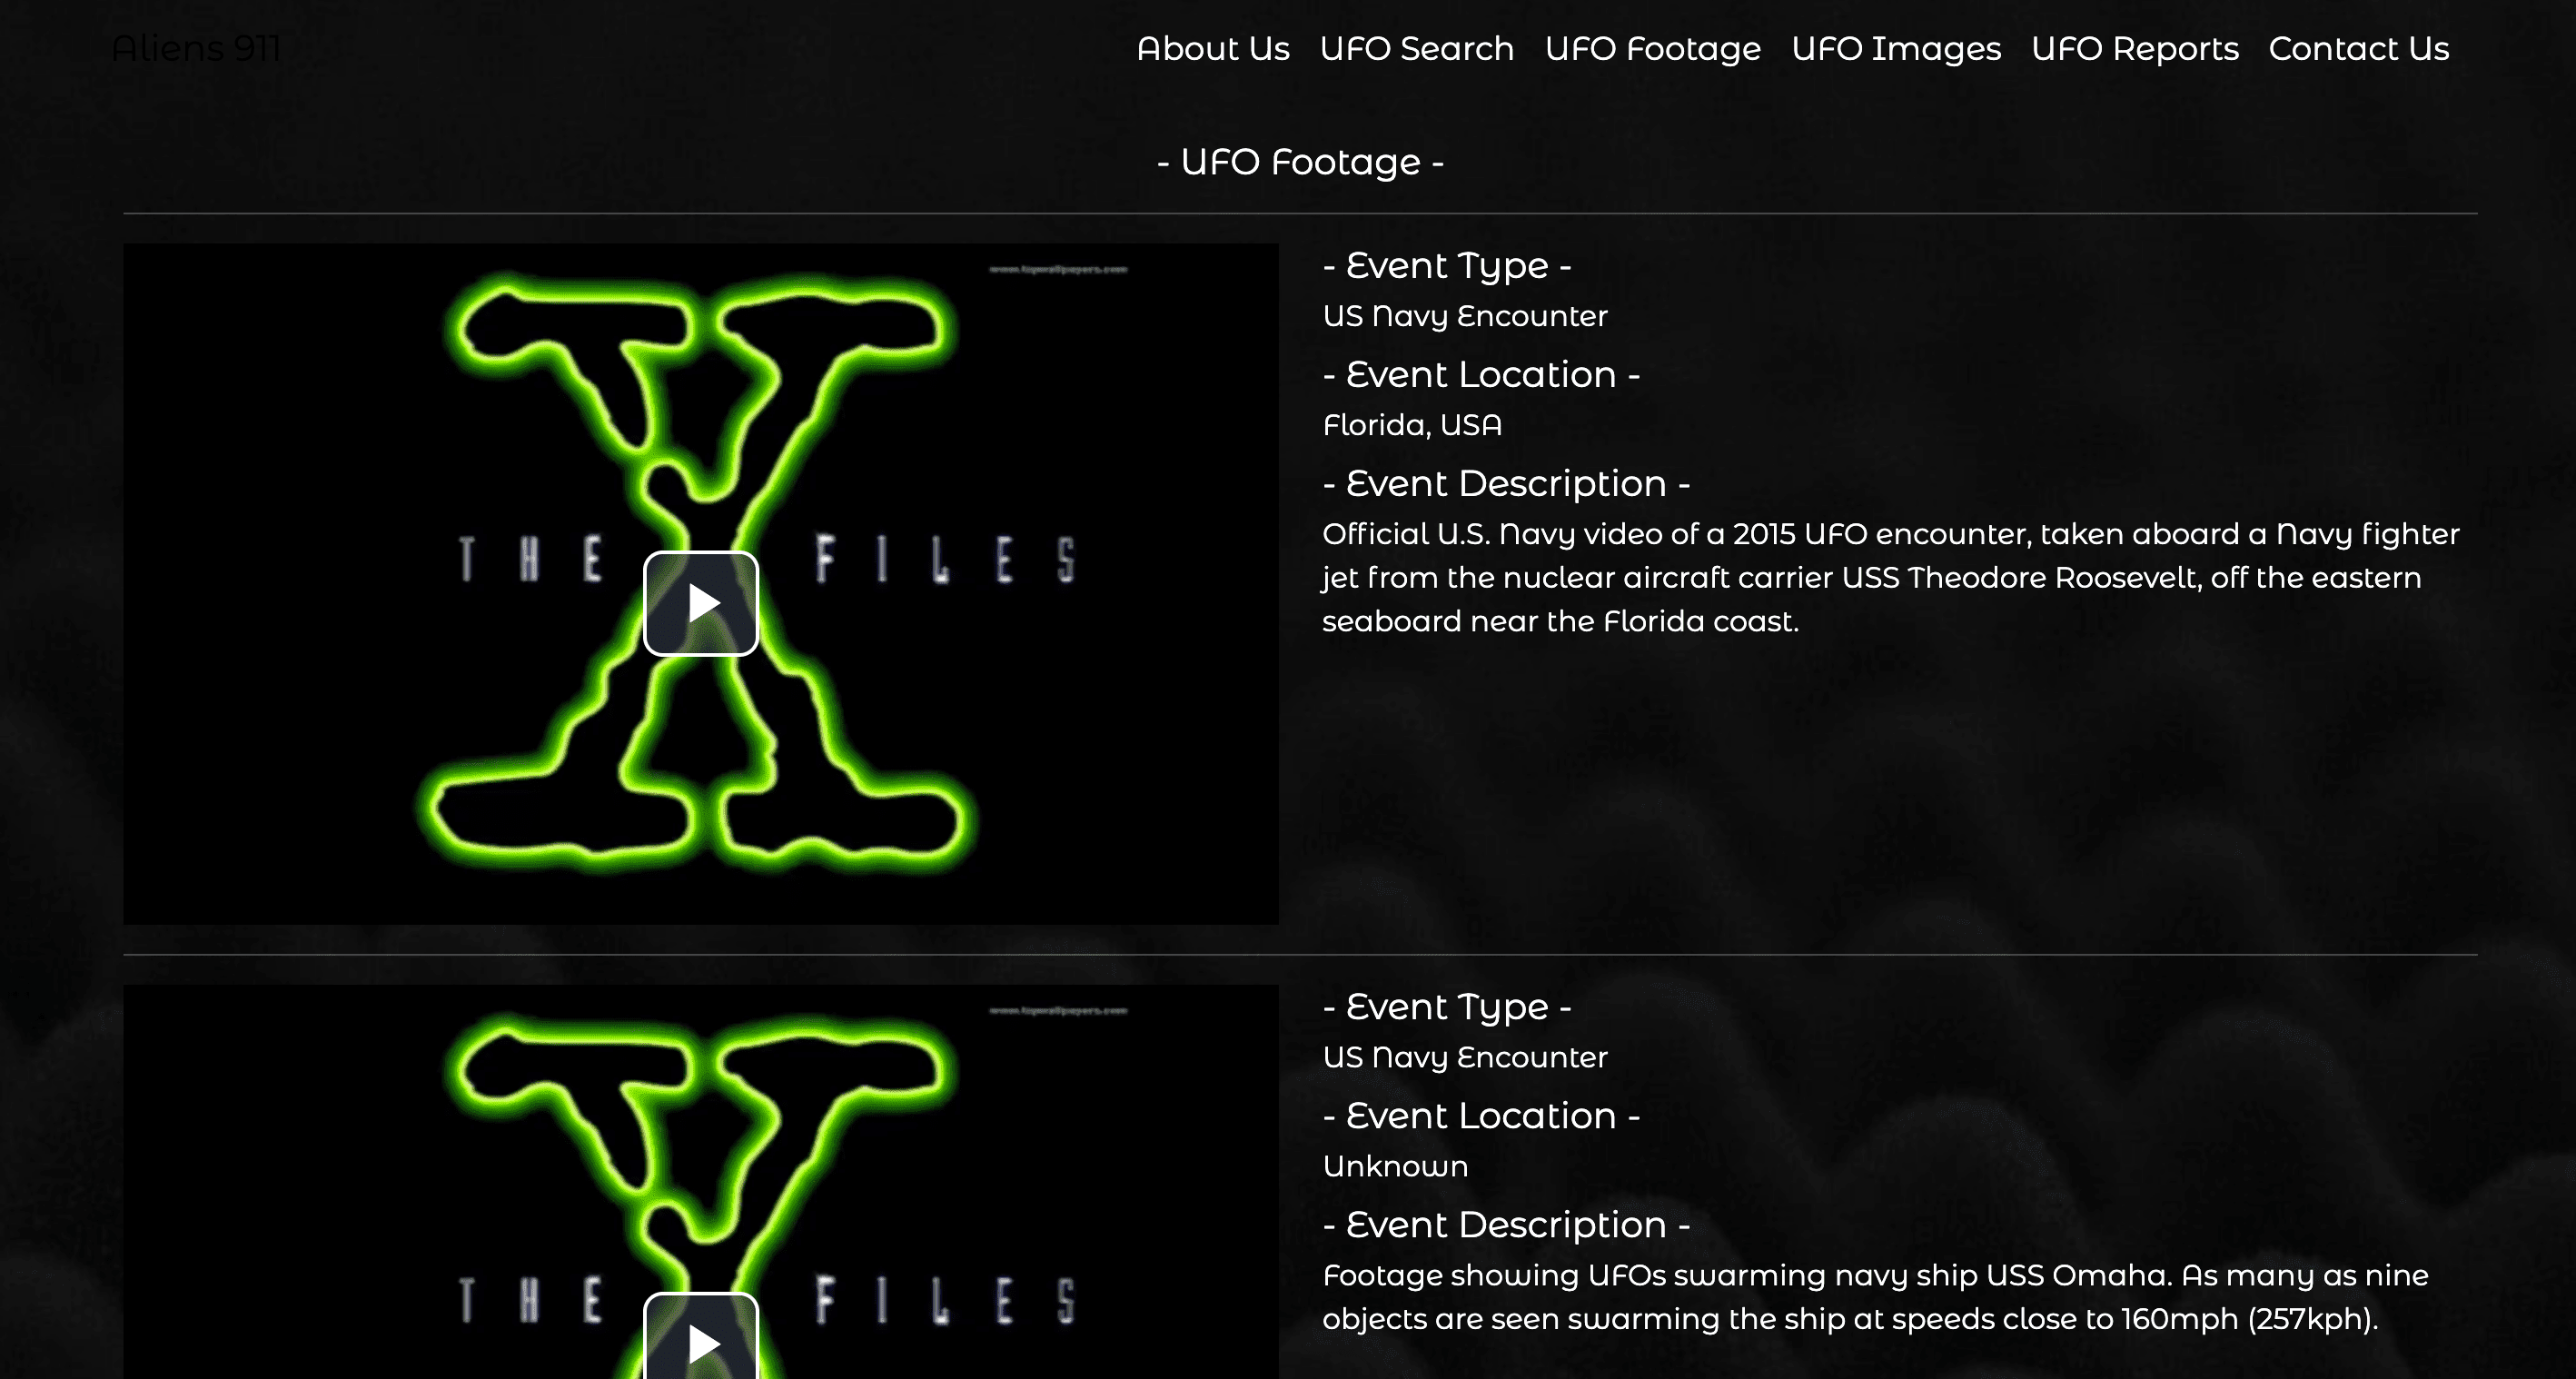 Aliens 911
About Us UFO Search UFO Footage UFO Images UFO Reports Contact Us
- UFO Footage -
THE X FILES
- Event Type -
US Navy Encounter
- Event Location -
Florida, USA
- Event Description -
Official U.S. Navy video of a 2015 UFO encounter, taken aboard a Navy fighter
jet from the nuclear aircraft carrier USS Theodore Roosevelt, off the eastern
seaboard near the Florida coast.
THE X FILES
- Event Type -
US Navy Encounter
- Event Location -
Unknown
- Event Description -
Footage showing UFOs swarming navy ship USS Omaha. As many as nine
objects are seen swarming the ship at speeds close to 160mph (257kph).